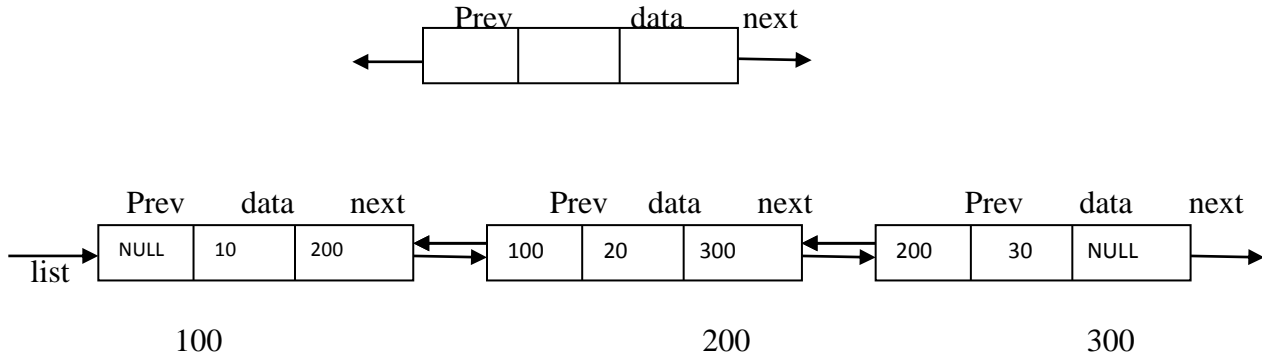 Prev data next
Prev data next Prev data next Prev data next
NULL 10 200 100 20 300 200 30 NULL
list
100 200 300